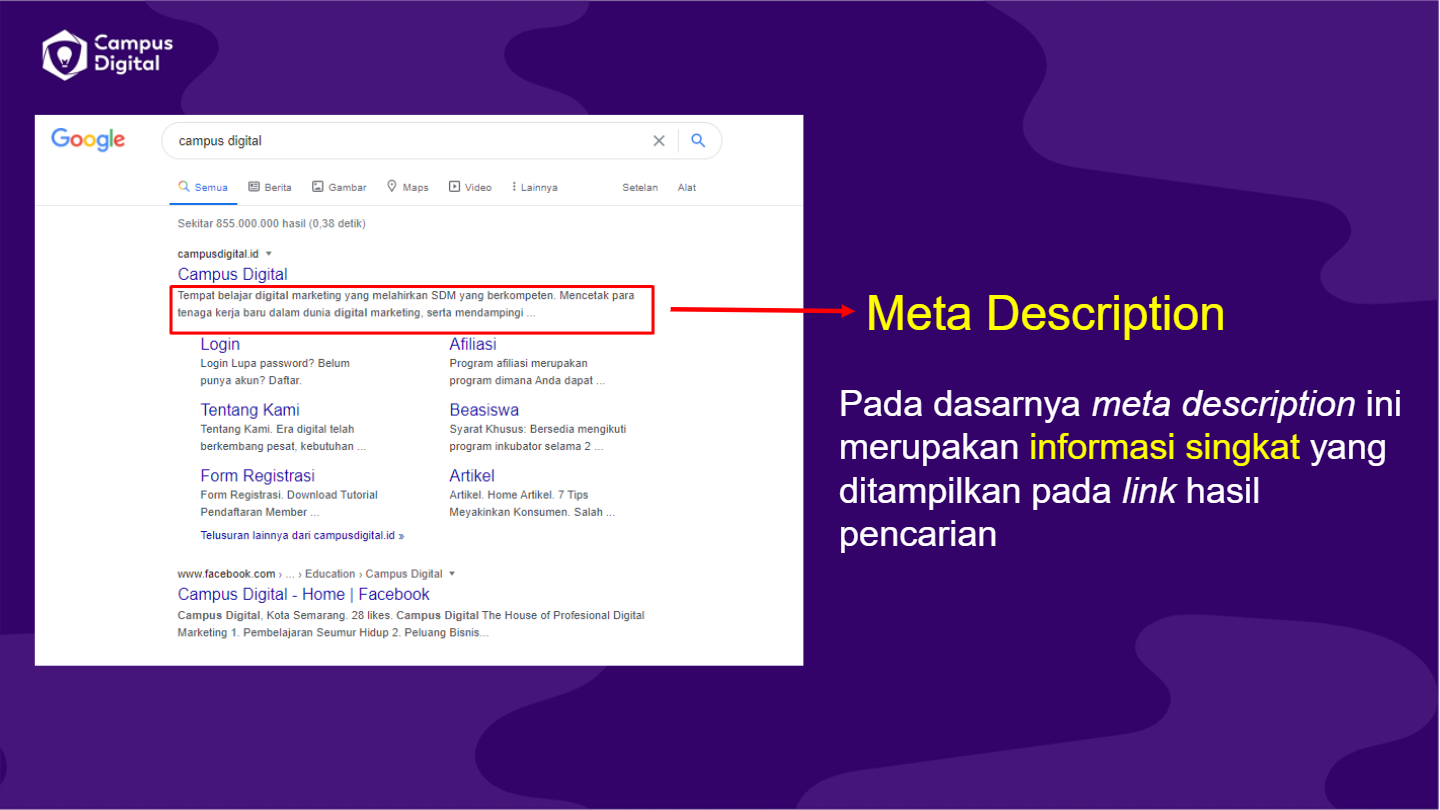 Campus
Digital
Google
campus digital
Semua Berita Gambar Maps Video Lainnya Setelan Alat
Sekitar 855.000.000 hasil (0,38 detik)
campusdigital.id
Campus Digital
Tempat belajar digital marketing yang melahirkan SDM yang berkompeten. Mencetak para
tenaga kerja baru dalam dunia digital marketing, serta mendampingi ...
Login
Login Lupa password? Belum
punya akun? Daftar.
Afiliasi
Program afiliasi merupakan
program dimana Anda dapat ...
Tentang Kami
Tentang Kami. Era digital telah
berkembang pesat, kebutuhan ...
Beasiswa
Syarat Khusus: Bersedia mengikuti
program inkubator selama 2 ...
Form Registrasi
Form Registrasi. Download Tutorial
Pendaftaran Member ...
Artikel
Artikel. Home Artikel. 7 Tips
Meyakinkan Konsumen. Salah ...
Telusuran lainnya dari campusdigital.id »
www.facebook.com › ... › Education › Campus Digital
Campus Digital - Home | Facebook
Campus Digital, Kota Semarang. 28 likes. Campus Digital The House of Profesional Digital
Marketing 1. Pembelajaran Seumur Hidup 2. Peluang Bisnis...
Meta Description
Pada dasarnya meta description ini
merupakan informasi singkat yang
ditampilkan pada link hasil
pencarian